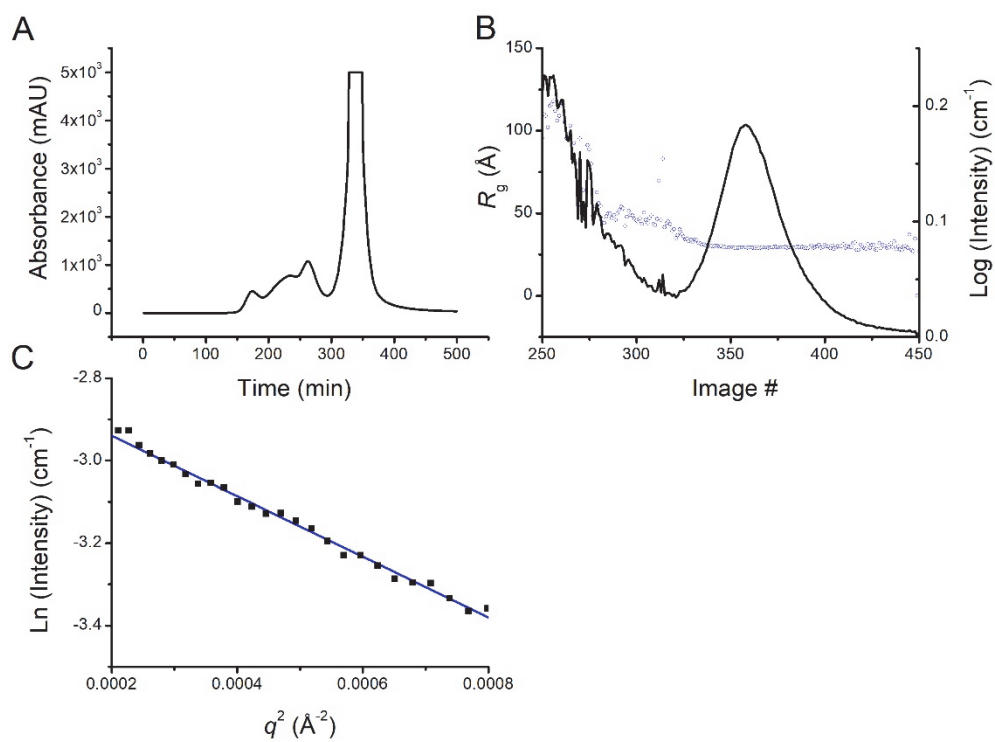 A
Absorbance (mAU)
5x10³
4x10³
3x10³
2x10³
1x10³
0
0 100 200 300 400 500
Time (min)
B
Rg (Å)
150
100
50
0
250 300 350 400 450
Image #
0.2
0.1
0.0
Log (Intensity) (cm⁻¹)
C
Ln (Intensity) (cm⁻¹)
-2.8
-3.0
-3.2
-3.4
0.0002 0.0004 0.0006 0.0008
q² (Å⁻²)